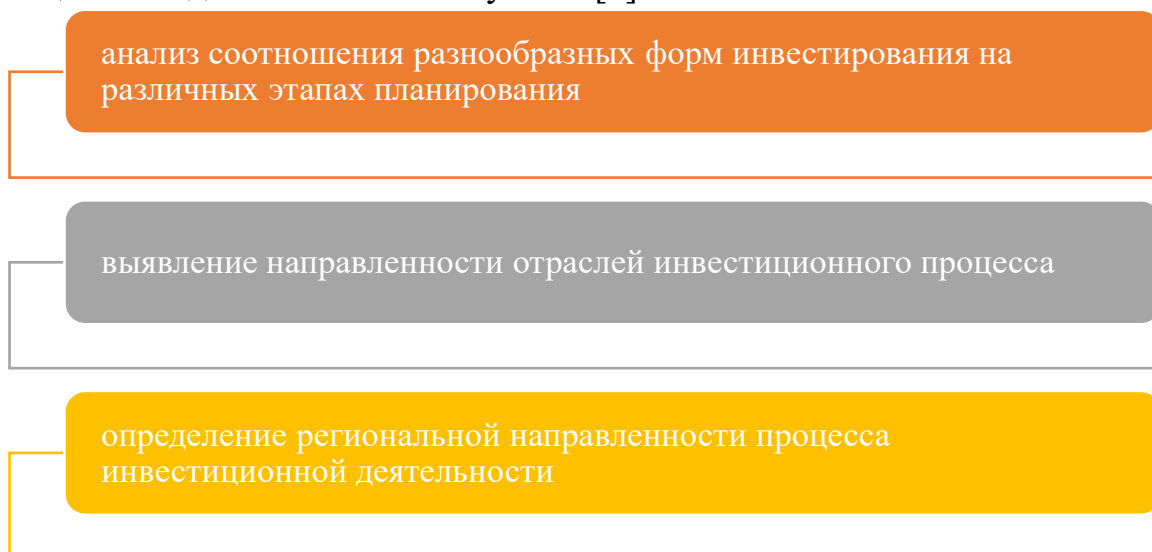 анализ соотношения разнообразных форм инвестирования на
различных этапах планирования
выявление направленности отраслей инвестиционного процесса
определение региональной направленности процесса
инвестиционной деятельности